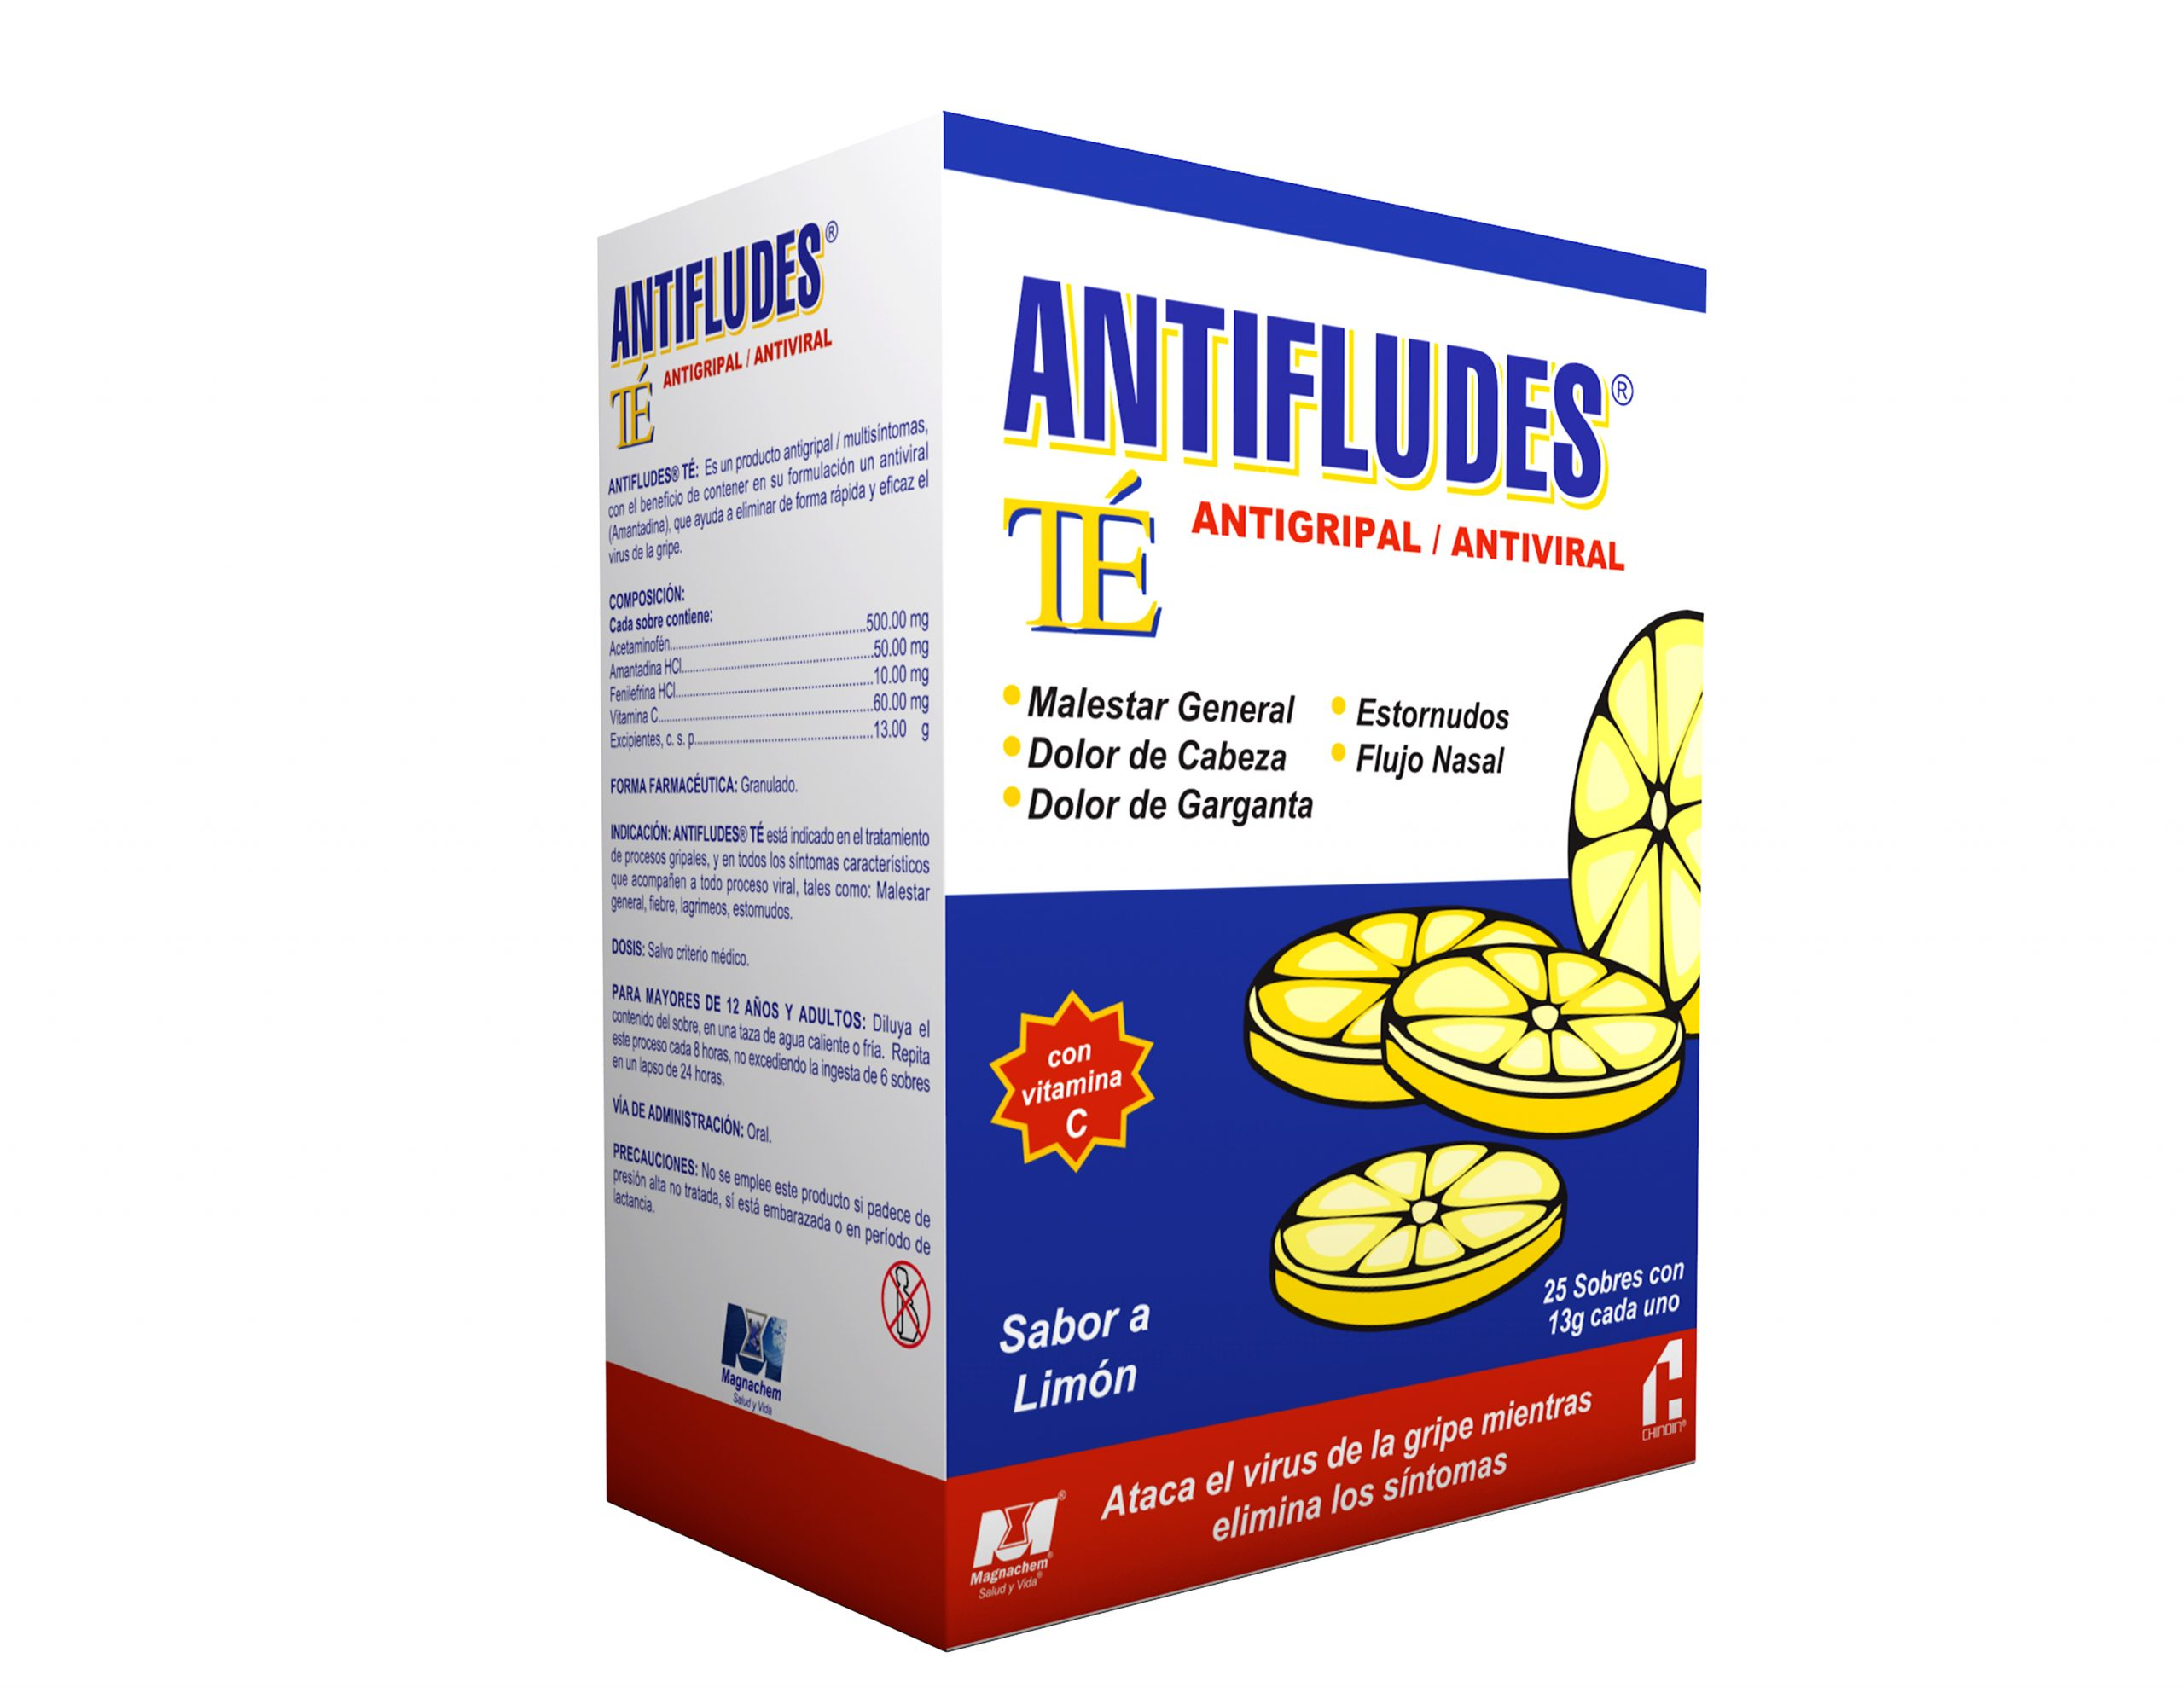 ANTIFLUDES®
TÉ ANTIGRIPAL / ANTIVIRAL
ANTIFLUDES® TÉ: Es un producto antigripal / multisíntomas,
con el beneficio de contener en su formulación un antiviral
(Amantadina), que ayuda a eliminar de forma rápida y eficaz el
virus de la gripe.
COMPOSICIÓN:
Cada sobre contiene:
Acetaminofén..........500.00 mg
Amantadina HCl..........50.00 mg
Fenilefrina HCl..........10.00 mg
Vitamina C..........60.00 mg
Excipientes, c. s. p..........13.00 g
FORMA FARMACÉUTICA: Granulado.
INDICACIÓN: ANTIFLUDES® TÉ está indicado en el tratamiento
de procesos gripales, y en todos los síntomas característicos
que acompañen a todo proceso viral, tales como: Malestar
general, fiebre, lagrimeos, estornudos.
DOSIS: Salvo criterio médico.
PARA MAYORES DE 12 AÑOS Y ADULTOS: Diluya el
contenido del sobre, en una taza de agua caliente o fría. Repita
este proceso cada 8 horas, no excediendo la ingesta de 6 sobres
en un lapso de 24 horas.
VÍA DE ADMINISTRACIÓN: Oral.
PRECAUCIONES: No se emplee este producto si padece de
presión alta no tratada, sí está embarazada o en período de
lactancia.
Magnachem
Salud y Vida
ANTIFLUDES®
TÉ ANTIGRIPAL / ANTIVIRAL
Malestar General
Dolor de Cabeza
Dolor de Garganta
Estornudos
Flujo Nasal
con
vitamina
C
Sabor a
Limón
25 Sobres con
13g cada uno
CHINOIN®
Ataca el virus de la gripe mientras
elimina los síntomas
Magnachem®
Salud y Vida®